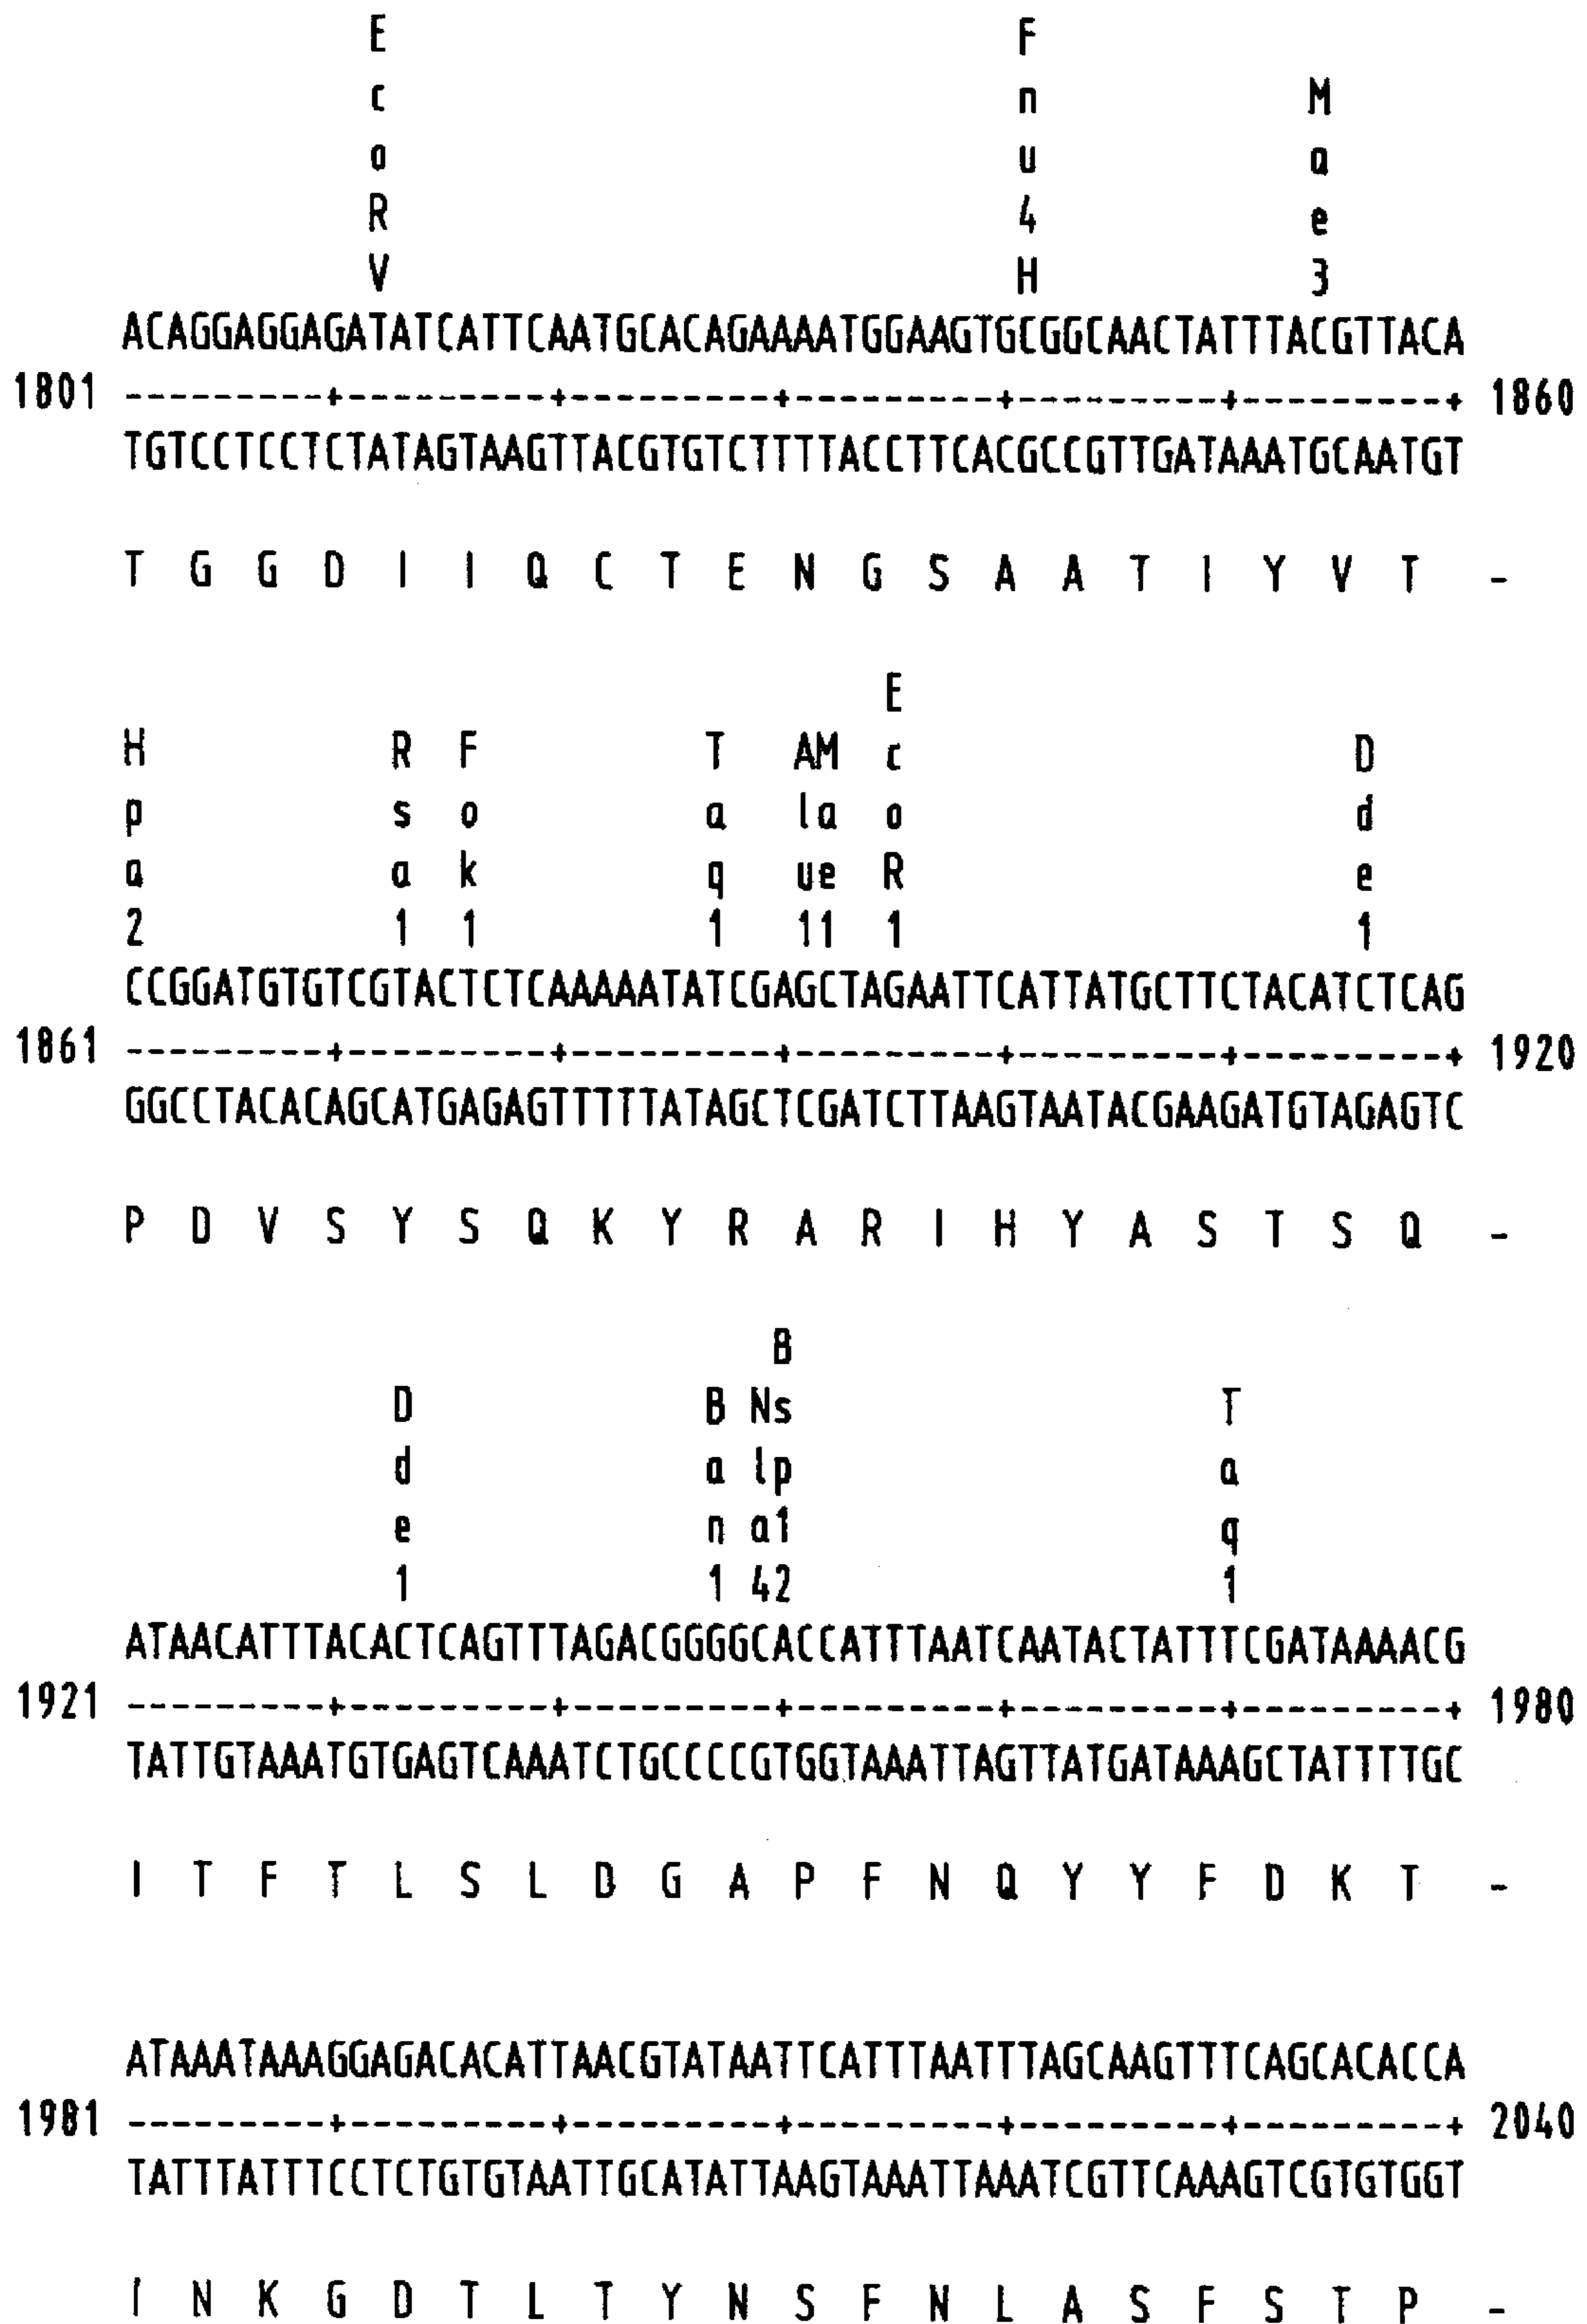 E F
c n M
o u a
R 4 e
V H 3
ACAGGAGGAGATATCATTCAATGCACAGAAAATGGAAGTGCGGCAACTATTTACGTTACA
1801 ---------+---------+---------+---------+---------+---------+ 1860
TGTCCTCCTCTATAGTAAGTTACGTGTCTTTTACCTTCACGCCGTTGATAAATGCAATGT
T G G D I I Q C T E N G S A A T I Y V T -
E
H R F T AM c D
p s o a la o d
a a k q ue R e
2 1 1 1 11 1 1
CCGGATGTGTCGTACTCTCAAAAATATCGAGCTAGAATTCATTATGCTTCTACATCTCAG
1861 ---------+---------+---------+---------+---------+---------+ 1920
GGCCTACACAGCATGAGAGTTTTTATAGCTCGATCTTAAGTAATACGAAGATGTAGAGTC
P D V S Y S Q K Y R A R I H Y A S T S Q -
B
D B Ns T
d a lp a
e n a1 q
1 1 42 1
ATAACATTTACACTCAGTTTAGACGGGGCACCATTTAATCAATACTATTTCGATAAAACG
1921 ---------+---------+---------+---------+---------+---------+ 1980
TATTGTAAATGTGAGTCAAATCTGCCCCGTGGTAAATTAGTTATGATAAAGCTATTTTGC
I T F T L S L D G A P F N Q Y Y F D K T -
ATAAATAAAGGAGACACATTAACGTATAATTCATTTAATTTAGCAAGTTTCAGCACACCA
1981 ---------+---------+---------+---------+---------+---------+ 2040
TATTTATTTCCTCTGTGTAATTGCATATTAAGTAAATTAAATCGTTCAAAGTCGTGTGGT
I N K G D T L T Y N S F N L A S F S T P -